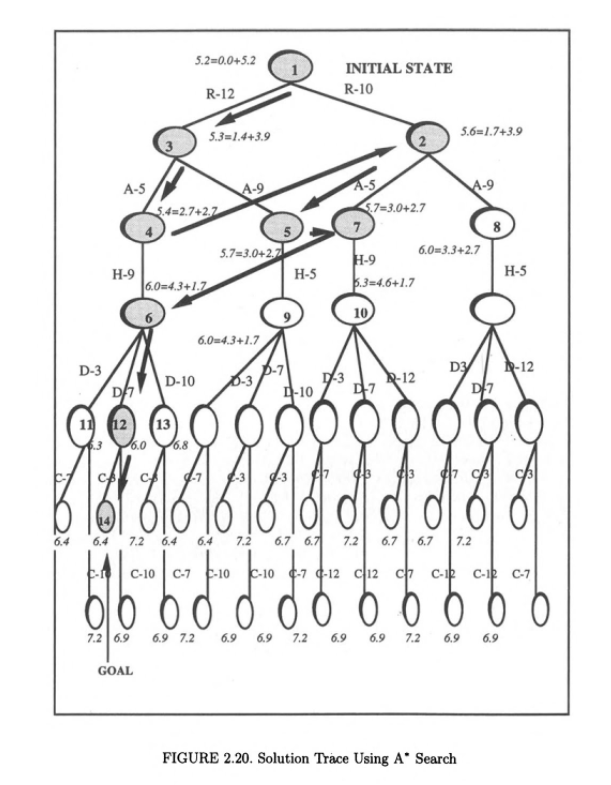 5.2=0.0+5.2
1 INITIAL STATE
R-12 R-10
5.3=1.4+3.9 5.6=1.7+3.9
3 2
A-5 A-9 A-5 A-9
5.4=2.7+2.7 5.7=3.0+2.7
4 5 7 8
5.7=3.0+2.7 6.0=3.3+2.7
H-9 H-5 H-9 H-5
6.0=4.3+1.7 6.3=4.6+1.7
6 9 10
6.0=4.3+1.7
D-3 D-7 D-10 D-3 D-7 D-10 D-3 D-7 D-12 D3 D-7 D-12
11 12 13
6.3 6.0 6.8
C-7 C-3 C-3 C-7 C-3 C-3 C-7 C-3 C-3 C-7 C-3 C-3
14
6.4 6.4 7.2 6.4 6.4 7.2 6.7 6.7 7.2 6.7 6.7 7.2
C-10 C-10 C-7 C-10 C-10 C-7 C-12 C-12 C-7 C-12 C-12 C-7
7.2 6.9 6.9 7.2 6.9 6.9 7.2 6.9 6.9 7.2 6.9 6.9
GOAL
FIGURE 2.20. Solution Trace Using A* Search